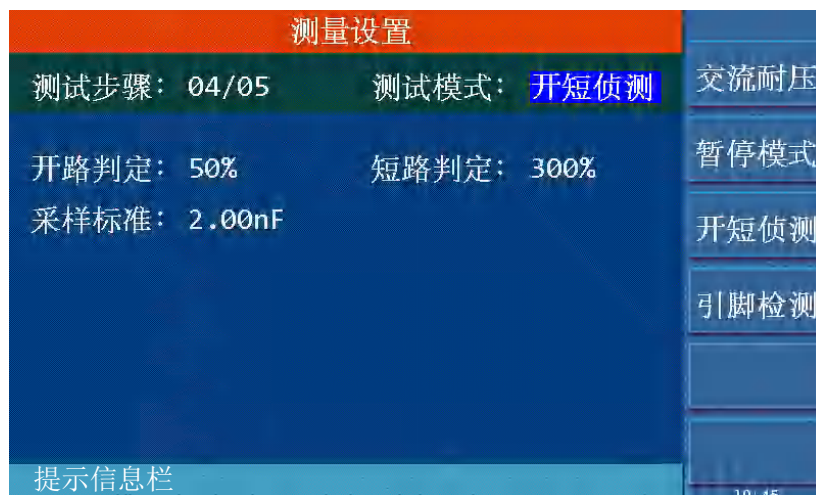 测量设置
测试步骤： 04/05 测试模式： 开短侦测
开路判定： 50% 短路判定： 300%
采样标准： 2.00nF
提示信息栏
交流耐压
暂停模式
开短侦测
引脚检测